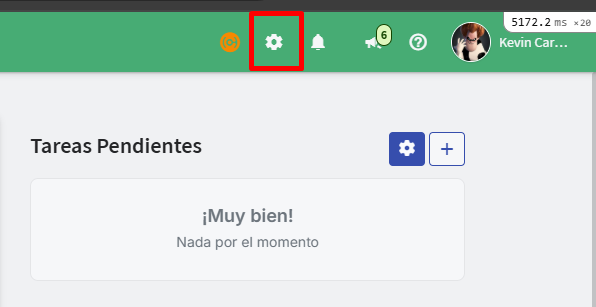 5172.2 ms ×20
6
Kevin Car...
Tareas Pendientes
¡Muy bien!
Nada por el momento